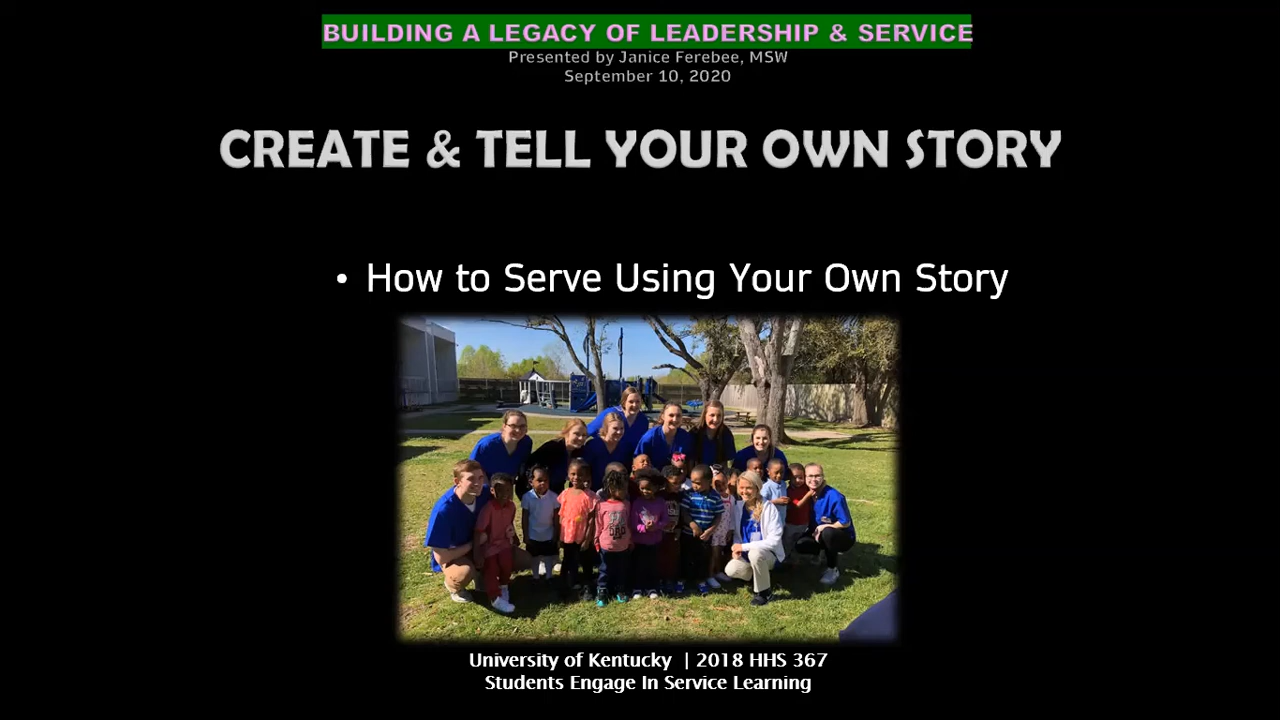 BUILDING A LEGACY OF LEADERSHIP & SERVICE
Presented by Janice Ferebee, MSW
September 10, 2020
CREATE & TELL YOUR OWN STORY
• How to Serve Using Your Own Story
University of Kentucky | 2018 HHS 367
Students Engage In Service Learning